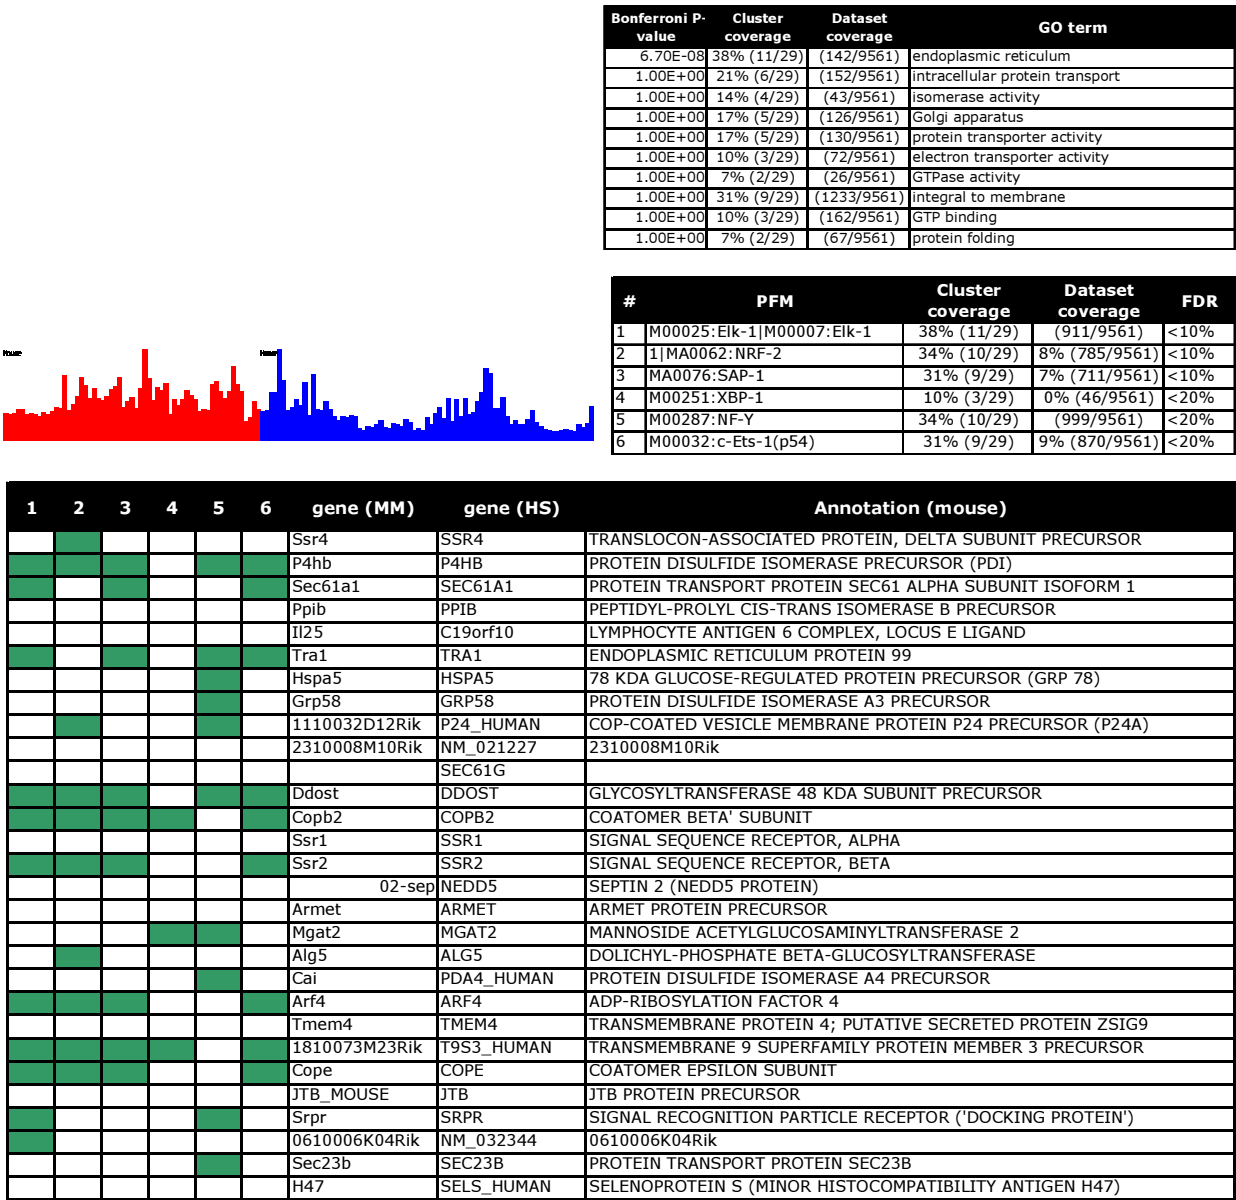 Bonferroni P-value Cluster coverage Dataset coverage GO term
6.70E-08 38% (11/29) (142/9561) endoplasmic reticulum
1.00E+00 21% (6/29) (152/9561) intracellular protein transport
1.00E+00 14% (4/29) (43/9561) isomerase activity
1.00E+00 17% (5/29) (126/9561) Golgi apparatus
1.00E+00 17% (5/29) (130/9561) protein transporter activity
1.00E+00 10% (3/29) (72/9561) electron transporter activity
1.00E+00 7% (2/29) (26/9561) GTPase activity
1.00E+00 31% (9/29) (1233/9561) integral to membrane
1.00E+00 10% (3/29) (162/9561) GTP binding
1.00E+00 7% (2/29) (67/9561) protein folding
# PFM Cluster coverage Dataset coverage FDR
1 M00025:Elk-1|M00007:Elk-1 38% (11/29) (911/9561) <10%
2 1|MA0062:NRF-2 34% (10/29) 8% (785/9561) <10%
3 MA0076:SAP-1 31% (9/29) 7% (711/9561) <10%
4 M00251:XBP-1 10% (3/29) 0% (46/9561) <20%
5 M00287:NF-Y 34% (10/29) (999/9561) <20%
6 M00032:c-Ets-1(p54) 31% (9/29) 9% (870/9561) <20%
Mouse
1 2 3 4 5 6 gene (MM) gene (HS) Annotation (mouse)
Ssr4 SSR4 TRANSLOCON-ASSOCIATED PROTEIN, DELTA SUBUNIT PRECURSOR
P4hb P4HB PROTEIN DISULFIDE ISOMERASE PRECURSOR (PDI)
Sec61a1 SEC61A1 PROTEIN TRANSPORT PROTEIN SEC61 ALPHA SUBUNIT ISOFORM 1
Ppib PPIB PEPTIDYL-PROLYL CIS-TRANS ISOMERASE B PRECURSOR
Il25 C19orf10 LYMPHOCYTE ANTIGEN 6 COMPLEX, LOCUS E LIGAND
Tra1 TRA1 ENDOPLASMIC RETICULUM PROTEIN 99
Hspa5 HSPA5 78 KDA GLUCOSE-REGULATED PROTEIN PRECURSOR (GRP 78)
Grp58 GRP58 PROTEIN DISULFIDE ISOMERASE A3 PRECURSOR
1110032D12Rik P24_HUMAN COP-COATED VESICLE MEMBRANE PROTEIN P24 PRECURSOR (P24A)
2310008M10Rik NM_021227 2310008M10Rik
SEC61G
Ddost DDOST GLYCOSYLTRANSFERASE 48 KDA SUBUNIT PRECURSOR
Copb2 COPB2 COATOMER BETA' SUBUNIT
Ssr1 SSR1 SIGNAL SEQUENCE RECEPTOR, ALPHA
Ssr2 SSR2 SIGNAL SEQUENCE RECEPTOR, BETA
02-sep NEDD5 SEPTIN 2 (NEDD5 PROTEIN)
Armet ARMET ARMET PROTEIN PRECURSOR
Mgat2 MGAT2 MANNOSIDE ACETYLGLUCOSAMINYLTRANSFERASE 2
Alg5 ALG5 DOLICHYL-PHOSPHATE BETA-GLUCOSYLTRANSFERASE
Cai PDA4_HUMAN PROTEIN DISULFIDE ISOMERASE A4 PRECURSOR
Arf4 ARF4 ADP-RIBOSYLATION FACTOR 4
Tmem4 TMEM4 TRANSMEMBRANE PROTEIN 4; PUTATIVE SECRETED PROTEIN ZSIG9
1810073M23Rik T9S3_HUMAN TRANSMEMBRANE 9 SUPERFAMILY PROTEIN MEMBER 3 PRECURSOR
Cope COPE COATOMER EPSILON SUBUNIT
JTB_MOUSE JTB JTB PROTEIN PRECURSOR
Srpr SRPR SIGNAL RECOGNITION PARTICLE RECEPTOR ('DOCKING PROTEIN')
0610006K04Rik NM_032344 0610006K04Rik
Sec23b SEC23B PROTEIN TRANSPORT PROTEIN SEC23B
H47 SELS_HUMAN SELENOPROTEIN S (MINOR HISTOCOMPATIBILITY ANTIGEN H47)